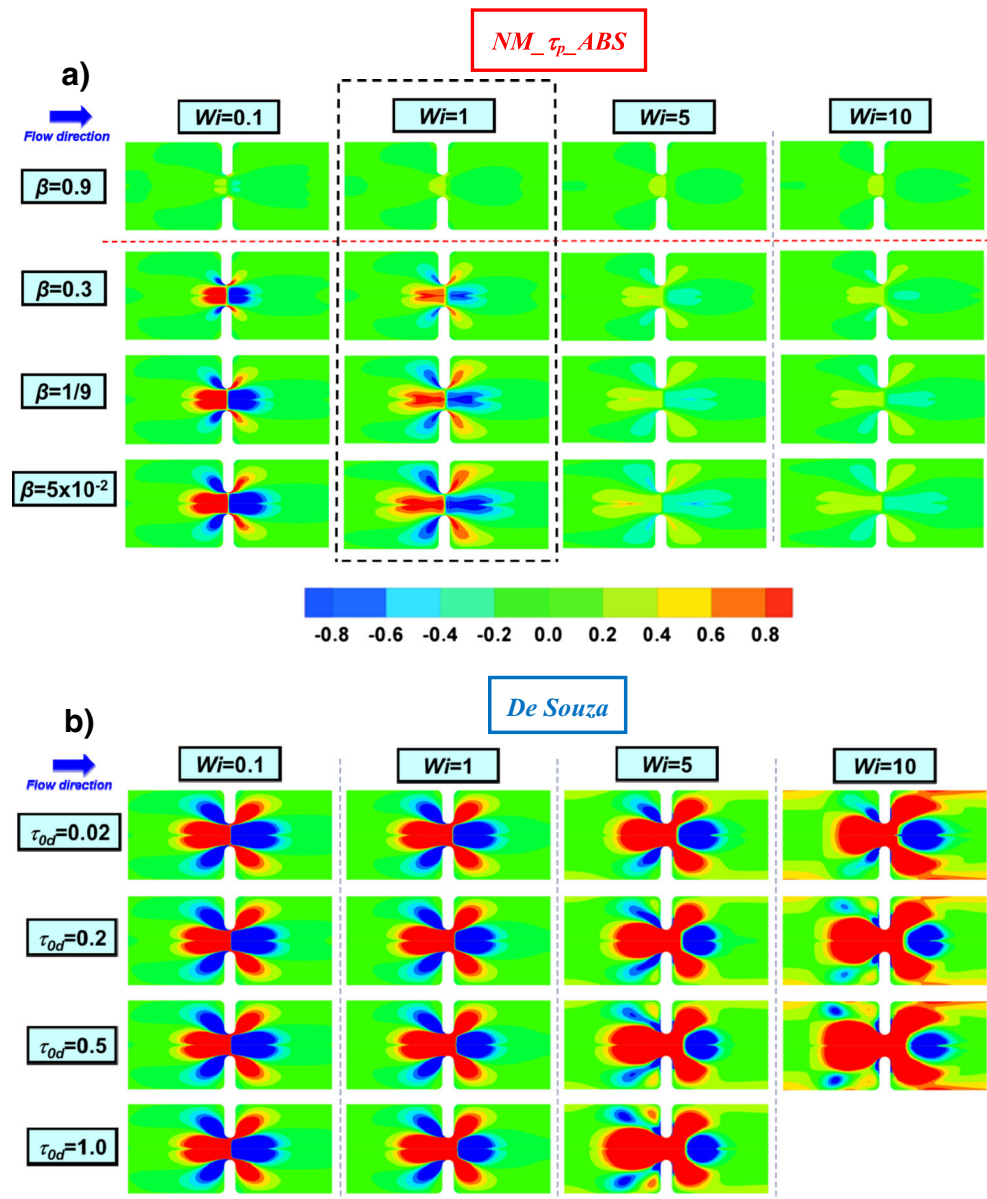 NM_τp_ABS
a)
Flow direction
Wi=0.1
Wi=1
Wi=5
Wi=10
β=0.9
β=0.3
β=1/9
β=5x10⁻²
-0.8 -0.6 -0.4 -0.2 0.0 0.2 0.4 0.6 0.8
De Souza
b)
Flow direction
Wi=0.1
Wi=1
Wi=5
Wi=10
τ0d=0.02
τ0d=0.2
τ0d=0.5
τ0d=1.0